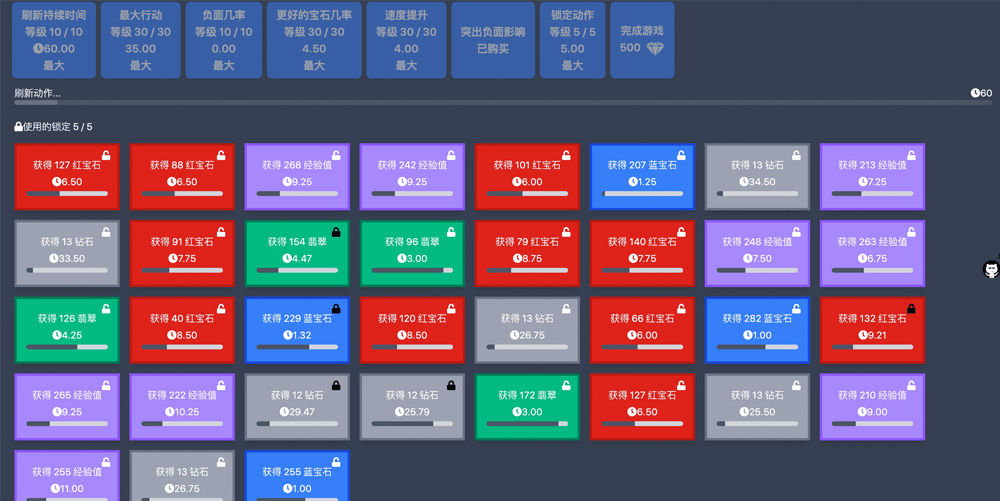 刷新持续时间
等级 10 / 10
60.00
最大
最大行动
等级 30 / 30
35.00
最大
负面几率
等级 10 / 10
0.00
最大
更好的宝石几率
等级 30 / 30
4.50
最大
速度提升
等级 30 / 30
4.00
最大
突出负面影响
已购买
锁定动作
等级 5 / 5
5.00
最大
完成游戏
500
刷新动作...
60
使用的锁定 5 / 5
获得 127 红宝石
6.50
获得 88 红宝石
6.50
获得 268 经验值
9.25
获得 242 经验值
9.25
获得 101 红宝石
6.00
获得 207 蓝宝石
1.25
获得 13 钻石
34.50
获得 213 经验值
7.25
获得 13 钻石
33.50
获得 91 红宝石
7.75
获得 154 翡翠
4.47
获得 96 翡翠
3.00
获得 79 红宝石
8.75
获得 140 红宝石
7.75
获得 248 经验值
7.50
获得 263 经验值
6.75
获得 126 翡翠
4.25
获得 40 红宝石
8.50
获得 229 蓝宝石
1.32
获得 120 红宝石
8.50
获得 13 钻石
26.75
获得 66 红宝石
6.00
获得 282 蓝宝石
1.00
获得 132 红宝石
9.21
获得 265 经验值
9.25
获得 222 经验值
10.25
获得 12 钻石
29.47
获得 12 钻石
25.79
获得 172 翡翠
3.00
获得 127 红宝石
6.50
获得 13 钻石
25.50
获得 210 经验值
9.00
获得 255 经验值
11.00
获得 13 钻石
26.75
获得 255 蓝宝石
1.00